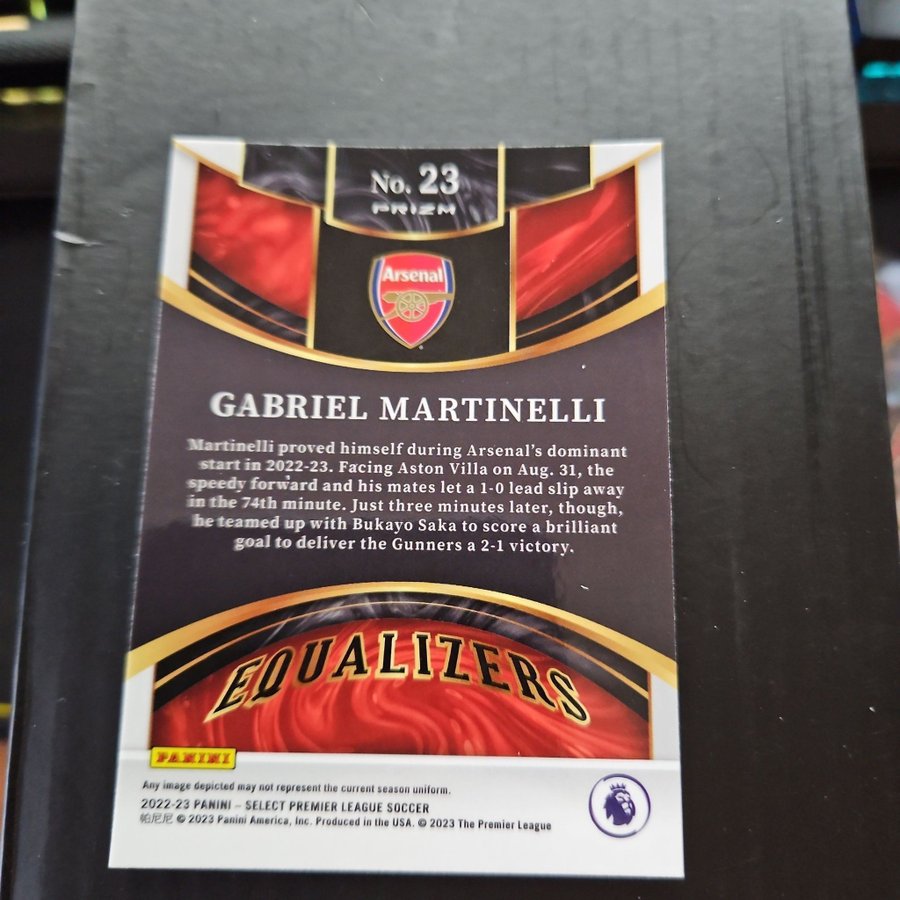 No. 23
PRIZM
Arsenal
GABRIEL MARTINELLI
Martinelli proved himself during Arsenal's dominant
start in 2022-23. Facing Aston Villa on Aug. 31, the
speedy forward and his mates let a 1-0 lead slip away
in the 74th minute. Just three minutes later, though,
he teamed up with Bukayo Saka to score a brilliant
goal to deliver the Gunners a 2-1 victory.
EQUALIZERS
PANINI
Any image depicted may not represent the current season uniform.
2022-23 PANINI – SELECT PREMIER LEAGUE SOCCER
帕尼尼 © 2023 Panini America, Inc. Produced in the USA. © 2023 The Premier League